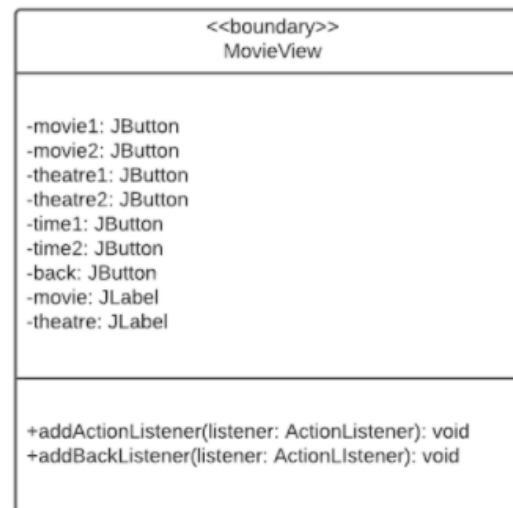 <<boundary>>
MovieView
-movie1: JButton
-movie2: JButton
-theatre1: JButton
-theatre2: JButton
-time1: JButton
-time2: JButton
-back: JButton
-movie: JLabel
-theatre: JLabel
+addActionListener(listener: ActionListener): void
+addBackListener(listener: ActionLIstener): void